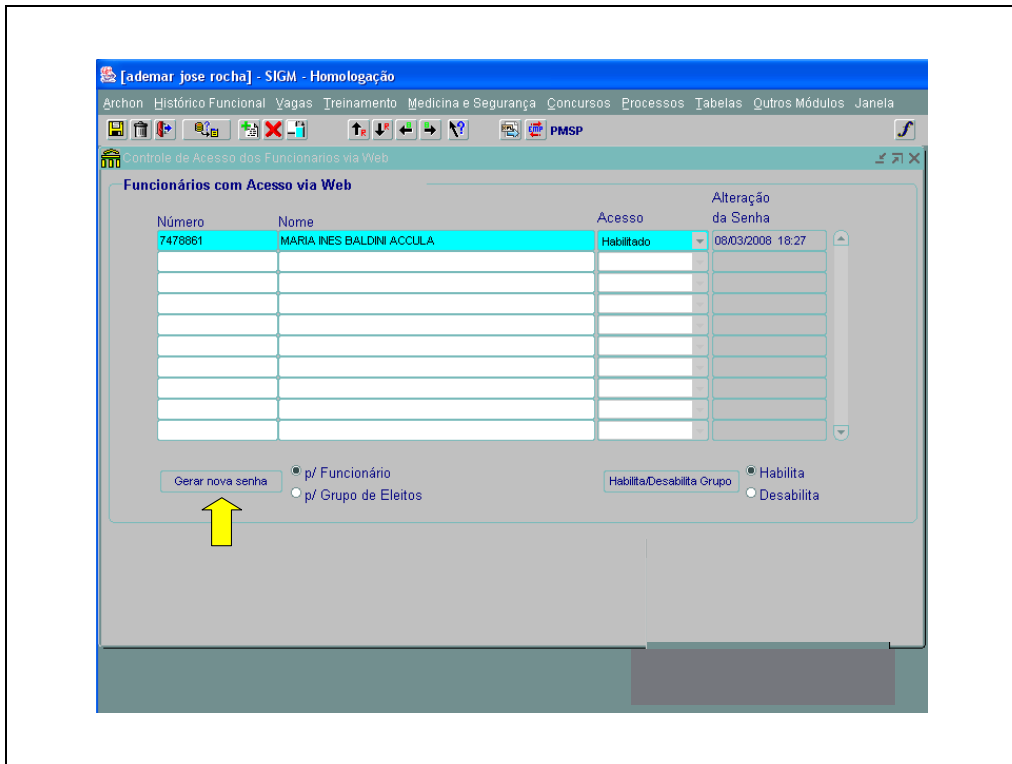 [ademar jose rocha] - SIGM - Homologação
Archon Histórico Funcional Vagas Treinamento Medicina e Segurança Concursos Processos Tabelas Outros Módulos Janela
PMSP
Controle de Acesso dos Funcionarios via Web
Funcionários com Acesso via Web
Número Nome Acesso Alteração da Senha
7478861 MARIA INES BALDINI ACCULA Habilitado 08/03/2008 18:27
Gerar nova senha p/ Funcionário Habilita/Desabilita Grupo Habilita
p/ Grupo de Eleitos Desabilita